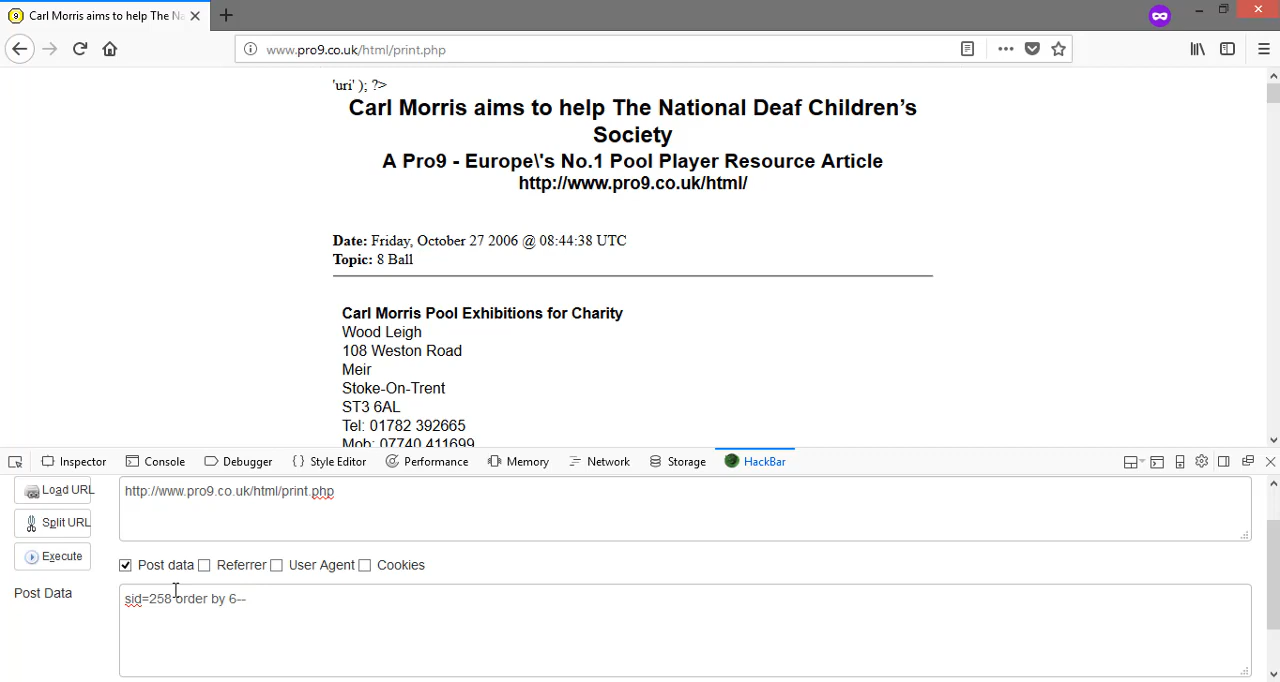 Carl Morris aims to help The Na
www.pro9.co.uk/html/print.php
'uri' ); ?>
Carl Morris aims to help The National Deaf Children’s
Society
A Pro9 - Europe\'s No.1 Pool Player Resource Article
http://www.pro9.co.uk/html/
Date: Friday, October 27 2006 @ 08:44:38 UTC
Topic: 8 Ball
Carl Morris Pool Exhibitions for Charity
Wood Leigh
108 Weston Road
Meir
Stoke-On-Trent
ST3 6AL
Tel: 01782 392665
Mob: 07740 411699
Inspector Console Debugger Style Editor Performance Memory Network Storage HackBar
Load URL http://www.pro9.co.uk/html/print.php
Split URL
Execute
Post data Referrer User Agent Cookies
Post Data sid=258 order by 6--